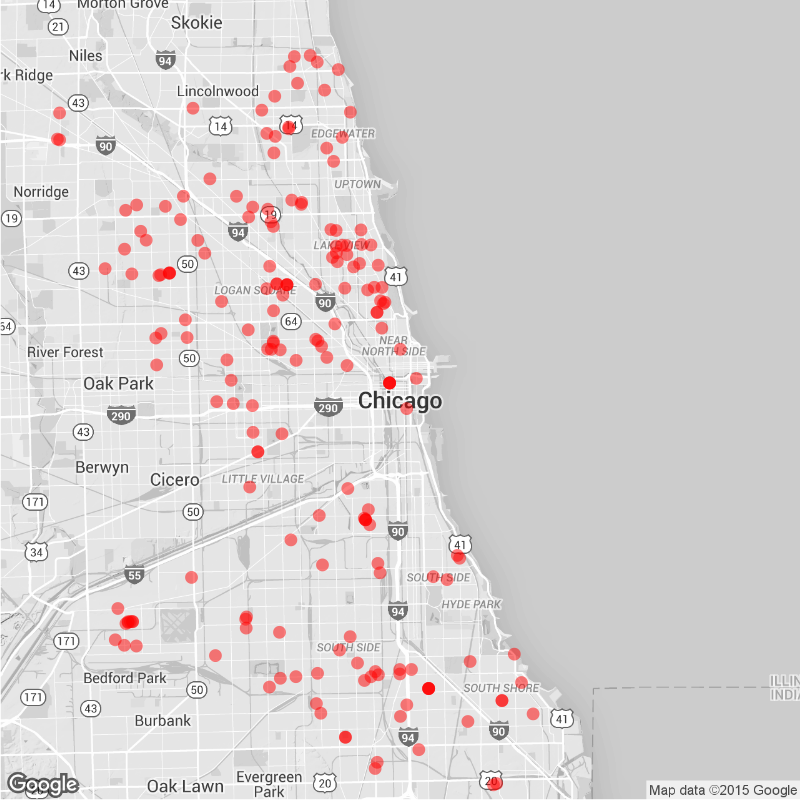 14
Morton Grove
21
Skokie
Niles
94
rk Ridge
Lincolnwood
43
14
14
EDGEWATER
90
UPTOWN
Norridge
19
19
94
LAKEVIEW
43
50
41
LOGAN SQUARE
90
64
64
NEAR
NORTH SIDE
River Forest
50
Oak Park
Chicago
290
290
43
Berwyn
Cicero
LITTLE VILLAGE
171
50
90
34
41
55
SOUTH SIDE
HYDE PARK
94
171
SOUTH SIDE
Bedford Park
ILLIN
INDIA
50
SOUTH SHORE
171
43
Burbank
41
90
94
Google
Oak Lawn
Evergreen
Park
20
20
Map data ©2015 Google